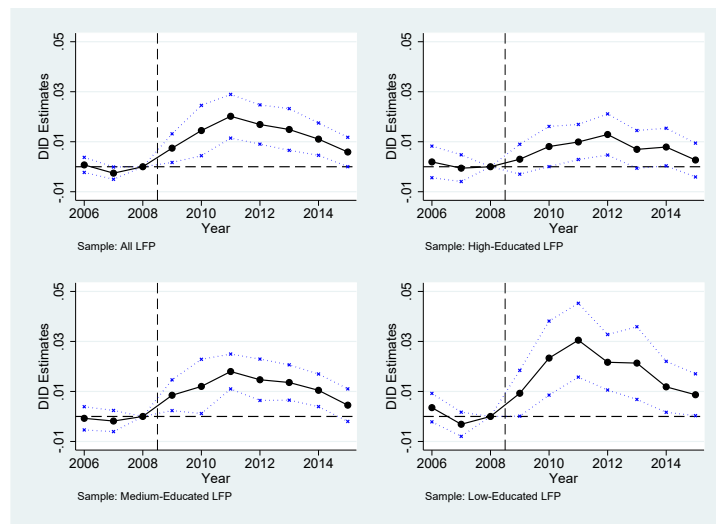 DID Estimates
-.01 .01 .03 .05
2006 2008 2010 2012 2014
Year
Sample: All LFP
DID Estimates
-.01 .01 .03 .05
2006 2008 2010 2012 2014
Year
Sample: High-Educated LFP
DID Estimates
-.01 .01 .03 .05
2006 2008 2010 2012 2014
Year
Sample: Medium-Educated LFP
DID Estimates
-.01 .01 .03 .05
2006 2008 2010 2012 2014
Year
Sample: Low-Educated LFP